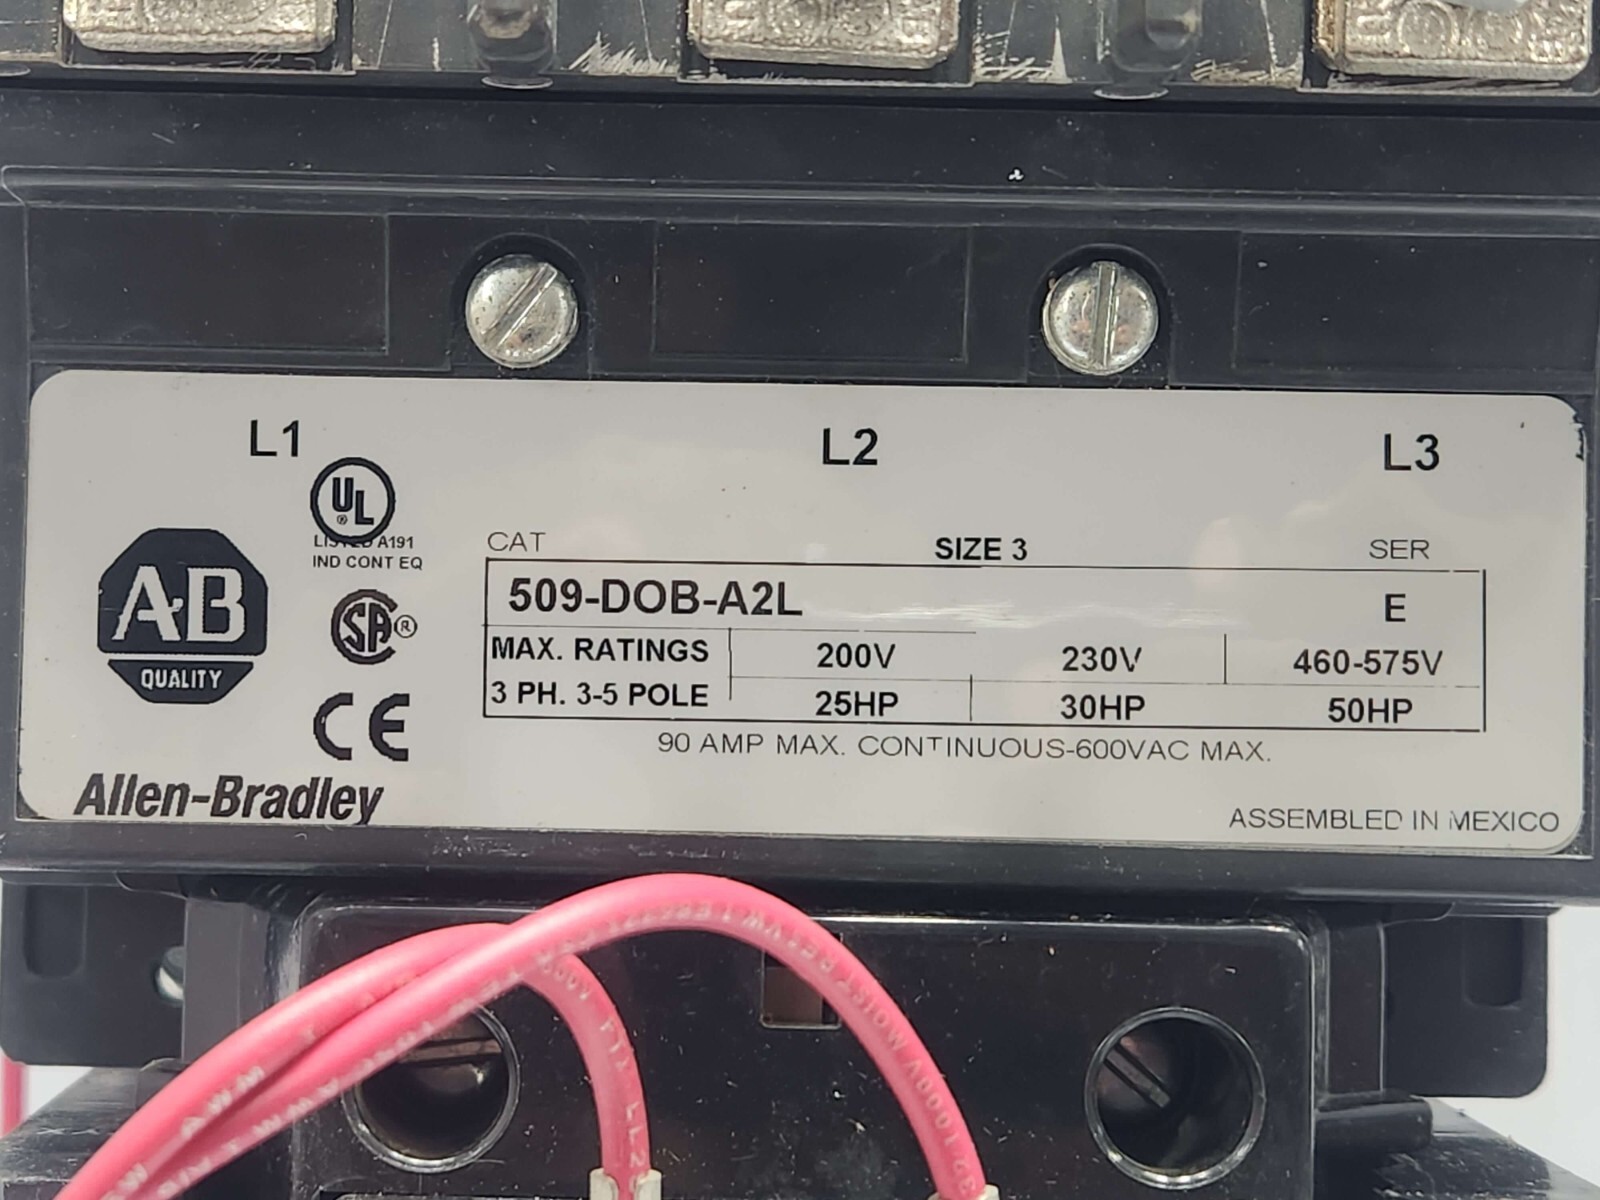 L1 L2 L3
UL
®
LISTED A191
IND CONT EQ
CAT SIZE 3 SER
509-DOB-A2L E
AB
QUALITY
SA®
CE
MAX. RATINGS 200V 230V 460-575V
3 PH. 3-5 POLE 25HP 30HP 50HP
90 AMP MAX. CONTINUOUS-600VAC MAX.
Allen-Bradley
ASSEMBLED IN MEXICO